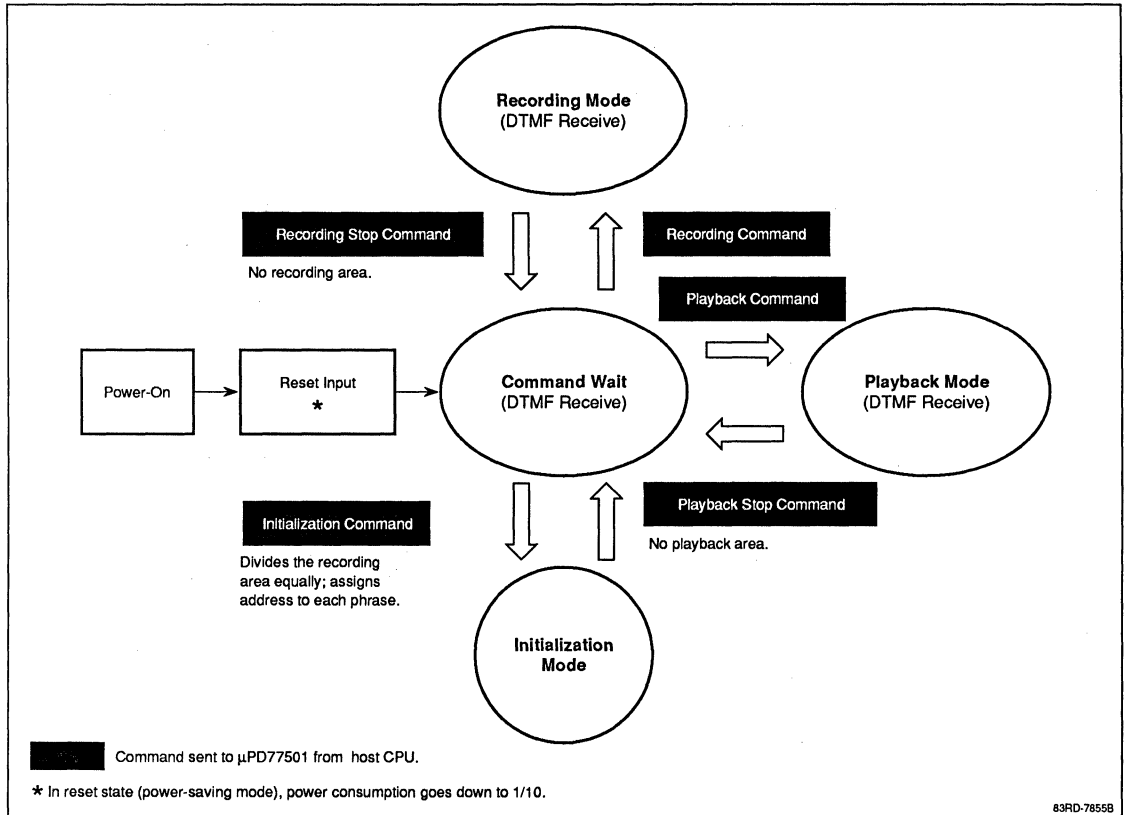 Recording Mode
(DTMF Receive)
Recording Stop Command
Recording Command
No recording area.
Playback Command
Power-On
Reset Input
*
Command Wait
(DTMF Receive)
Playback Mode
(DTMF Receive)
Initialization Command
Playback Stop Command
Divides the recording
area equally; assigns
address to each phrase.
No playback area.
Initialization
Mode
Command sent to µPD77501 from host CPU.
* In reset state (power-saving mode), power consumption goes down to 1/10.
83RD-7855B